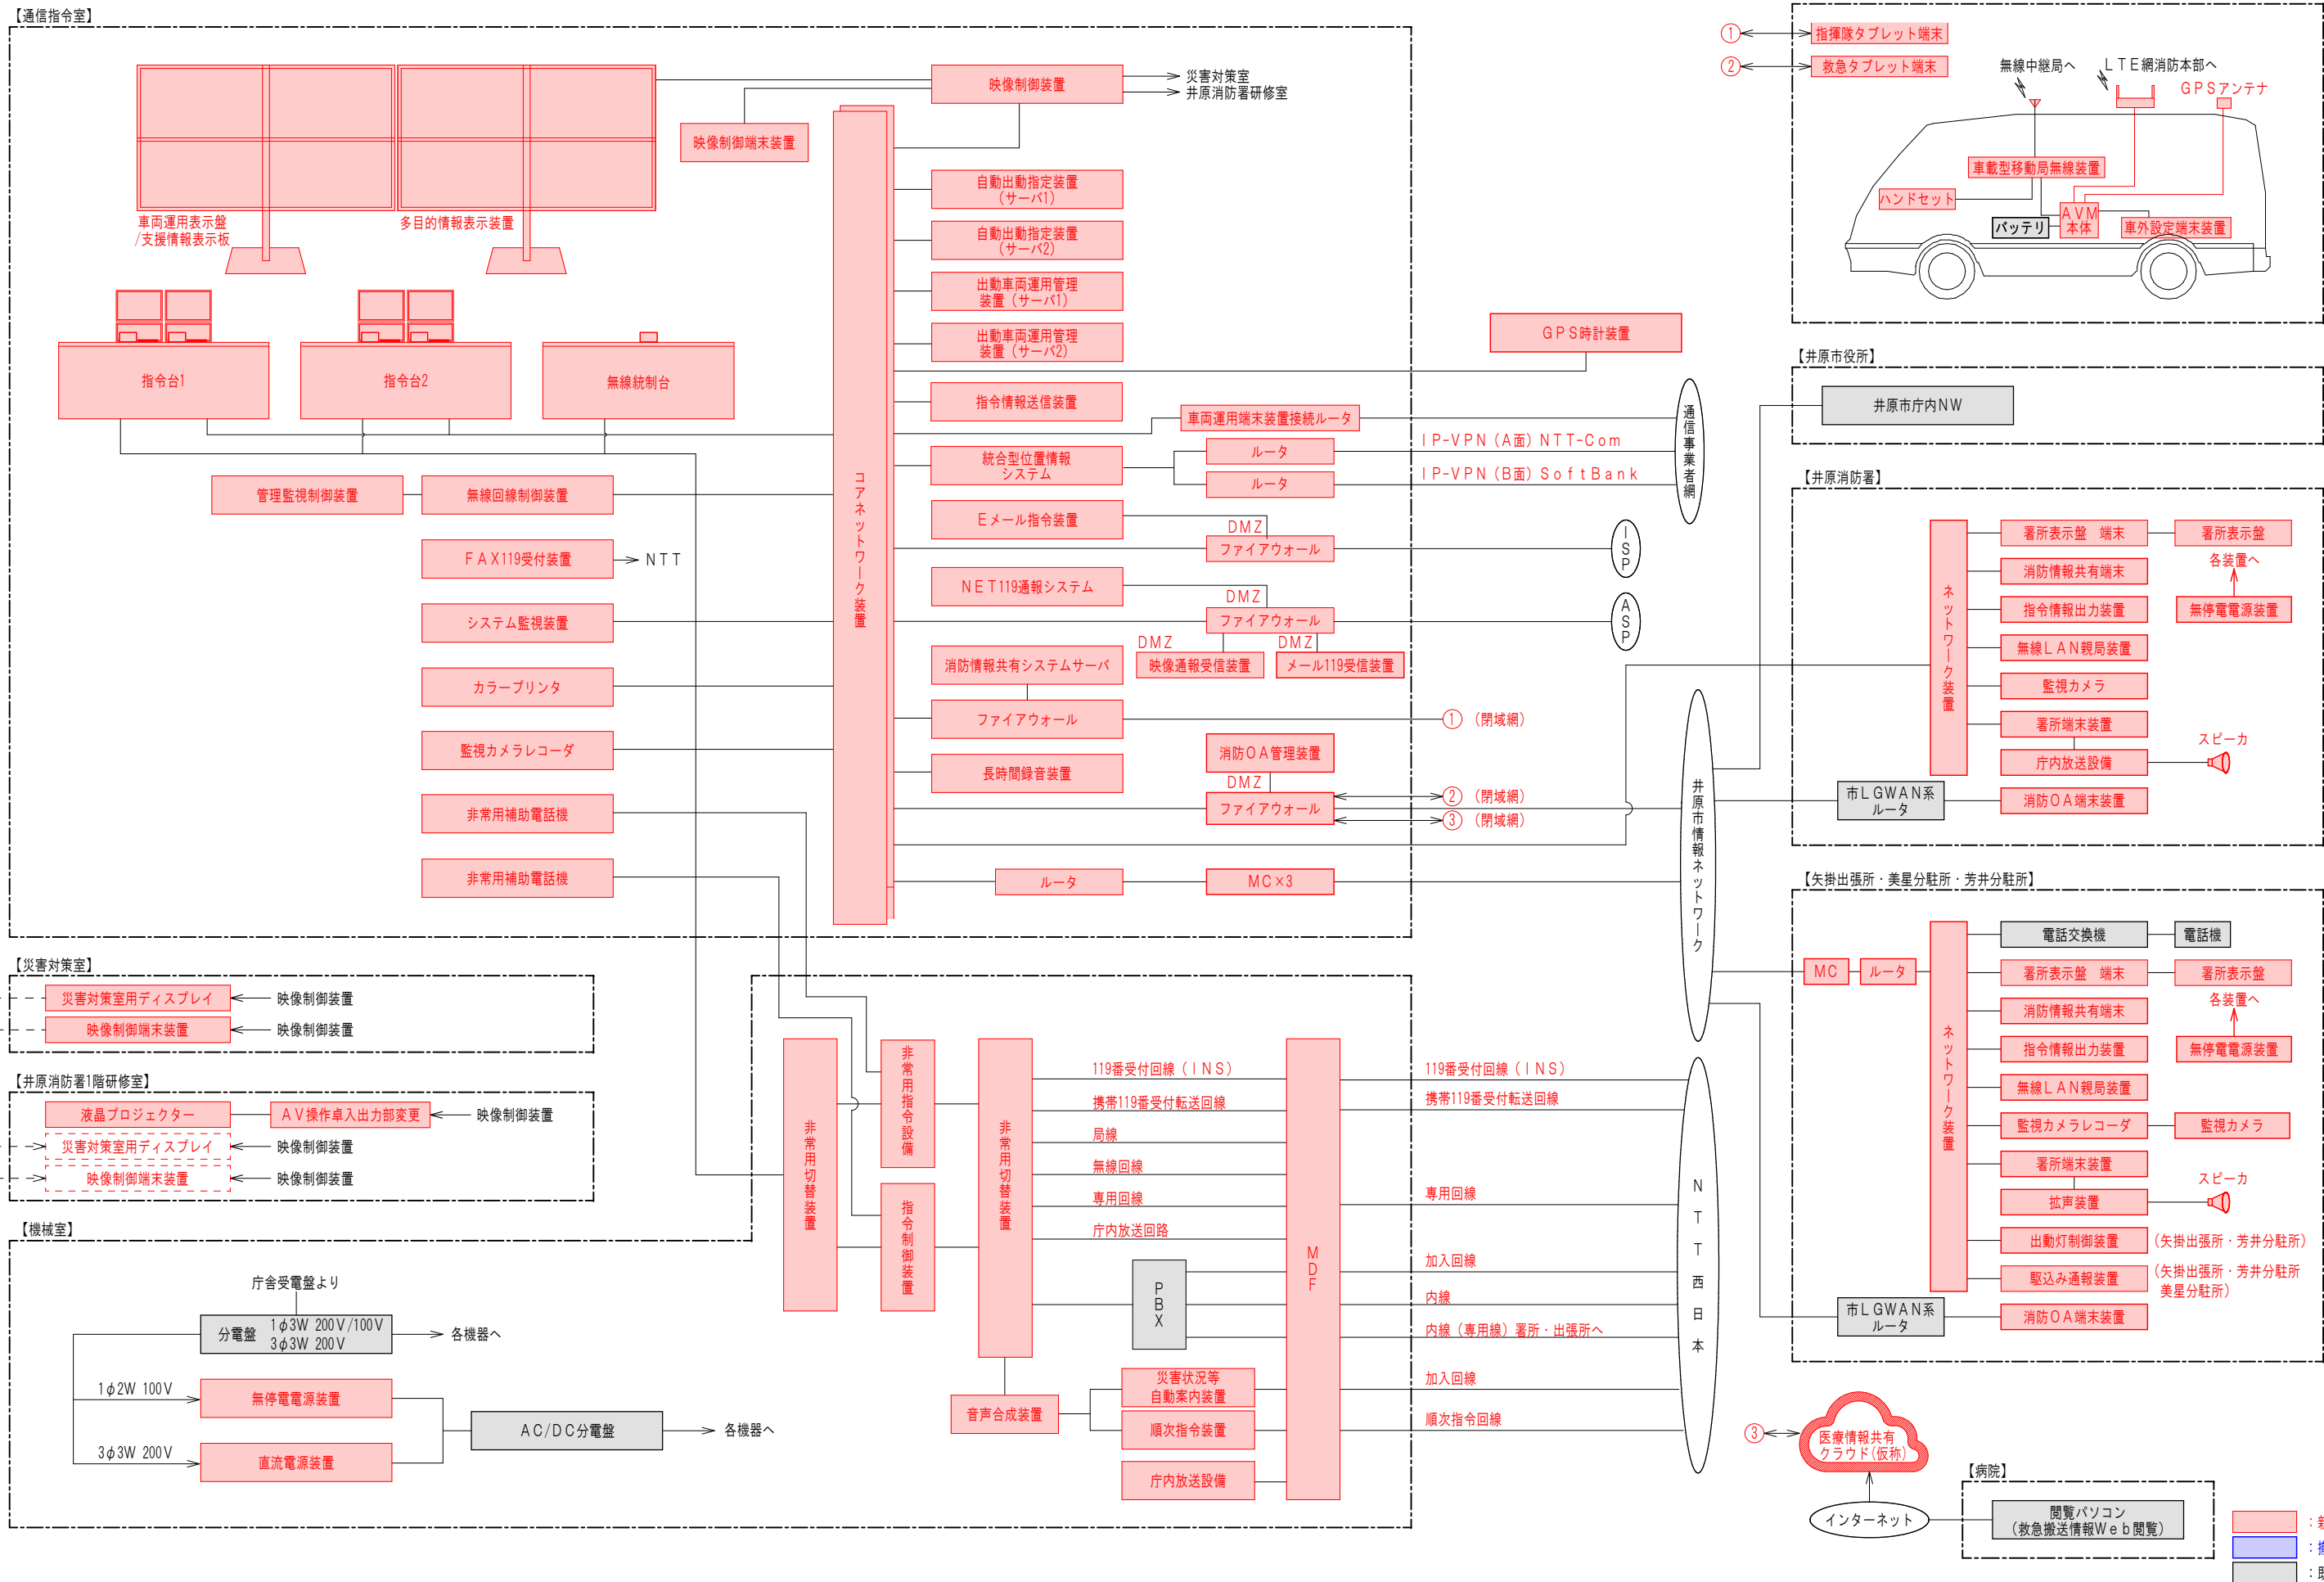 【通信指令室】
車両運用表示盤
/支援情報表示板
多目的情報表示装置
映像制御装置
災害対策室
井原消防署研修室
映像制御端末装置
自動出動指定装置
(サーバ1)
自動出動指定装置
(サーバ2)
出動車両運用管理
装置(サーバ1)
出動車両運用管理
装置(サーバ2)
GPS時計装置
指令台1
指令台2
無線統制台
指令情報送信装置
車両運用端末装置接続ルータ
統合型位置情報
システム
ルータ
IP-VPN(A面)NTT-Com
ルータ
IP-VPN(B面)SoftBank
通信事業者網
管理監視制御装置
無線回線制御装置
コアネットワーク装置
Eメール指令装置
DMZ
ファイアウォール
ISP
FAX119受付装置
NTT
NET119通報システム
DMZ
ファイアウォール
ASP
システム監視装置
DMZ
DMZ
映像通報受信装置
メール119受信装置
消防情報共有システムサーバ
カラープリンタ
ファイアウォール
① (閉域網)
監視カメラレコーダ
長時間録音装置
消防OA管理装置
DMZ
ファイアウォール
② (閉域網)
③ (閉域網)
非常用補助電話機
非常用補助電話機
ルータ
MC×3
井原市情報ネットワーク
【災害対策室】
災害対策室用ディスプレイ
映像制御装置
映像制御端末装置
映像制御装置
【井原消防署1階研修室】
液晶プロジェクター
AV操作卓入出力部変更
映像制御装置
災害対策室用ディスプレイ
映像制御装置
映像制御端末装置
映像制御装置
【機械室】
庁舎受電盤より
分電盤
1φ3W 200V/100V
3φ3W 200V
各機器へ
1φ2W 100V
無停電電源装置
3φ3W 200V
直流電源装置
AC/DC分電盤
各機器へ
非常用切替装置
非常用指令設備
指令制御装置
非常用切替装置
119番受付回線(INS)
携帯119番受付転送回線
局線
無線回線
専用回線
庁内放送回路
PBX
MDF
音声合成装置
災害状況等
自動案内装置
順次指令装置
庁内放送設備
119番受付回線(INS)
携帯119番受付転送回線
専用回線
加入回線
内線
内線(専用線)署所・出張所へ
加入回線
順次指令回線
NTT西日本
①
指揮隊タブレット端末
②
救急タブレット端末
無線中継局へ
LTE網消防本部へ
GPSアンテナ
車載型移動局無線装置
ハンドセット
AVM
本体
バッテリ
車外設定端末装置
【井原市役所】
井原市庁内NW
【井原消防署】
ネットワーク装置
署所表示盤 端末
署所表示盤
消防情報共有端末
各装置へ
指令情報出力装置
無停電電源装置
無線LAN親局装置
監視カメラ
署所端末装置
庁内放送設備
スピーカ
市LGWAN系
ルータ
消防OA端末装置
【矢掛出張所・美星分駐所・芳井分駐所】
MC
ルータ
ネットワーク装置
電話交換機
電話機
署所表示盤 端末
署所表示盤
消防情報共有端末
各装置へ
指令情報出力装置
無停電電源装置
無線LAN親局装置
監視カメラレコーダ
監視カメラ
署所端末装置
拡声装置
スピーカ
出動灯制御装置
(矢掛出張所・芳井分駐所)
駆込み通報装置
(矢掛出張所・芳井分駐所
美星分駐所)
市LGWAN系
ルータ
消防OA端末装置
③
医療情報共有
クラウド(仮称)
インターネット
【病院】
閲覧パソコン
(救急搬送情報Web閲覧)